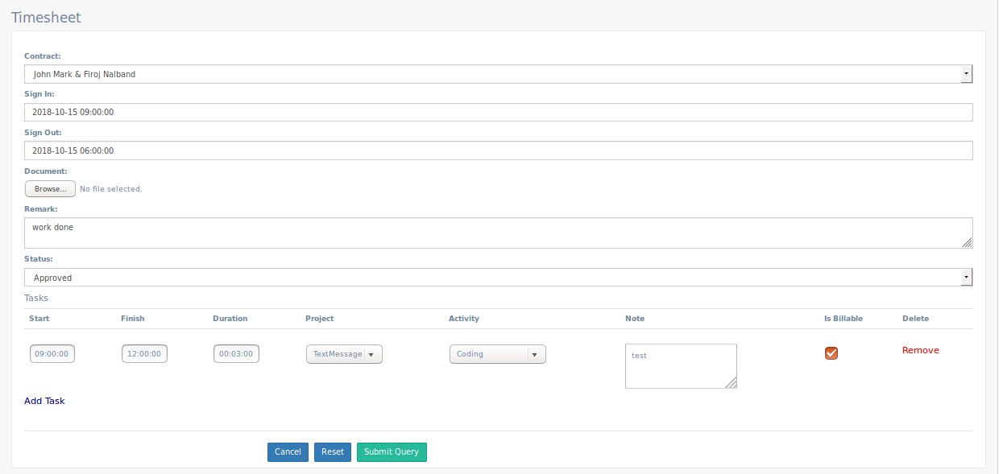 Timesheet
Contract:
John Mark & Firoj Nalband
Sign In:
2018-10-15 09:00:00
Sign Out:
2018-10-15 06:00:00
Document:
Browse... No file selected.
Remark:
work done
Status:
Approved
Tasks
Start Finish Duration Project Activity Note Is Billable Delete
09:00:00 12:00:00 00:03:00 TextMessage Coding test Remove
Add Task
Cancel Reset Submit Query